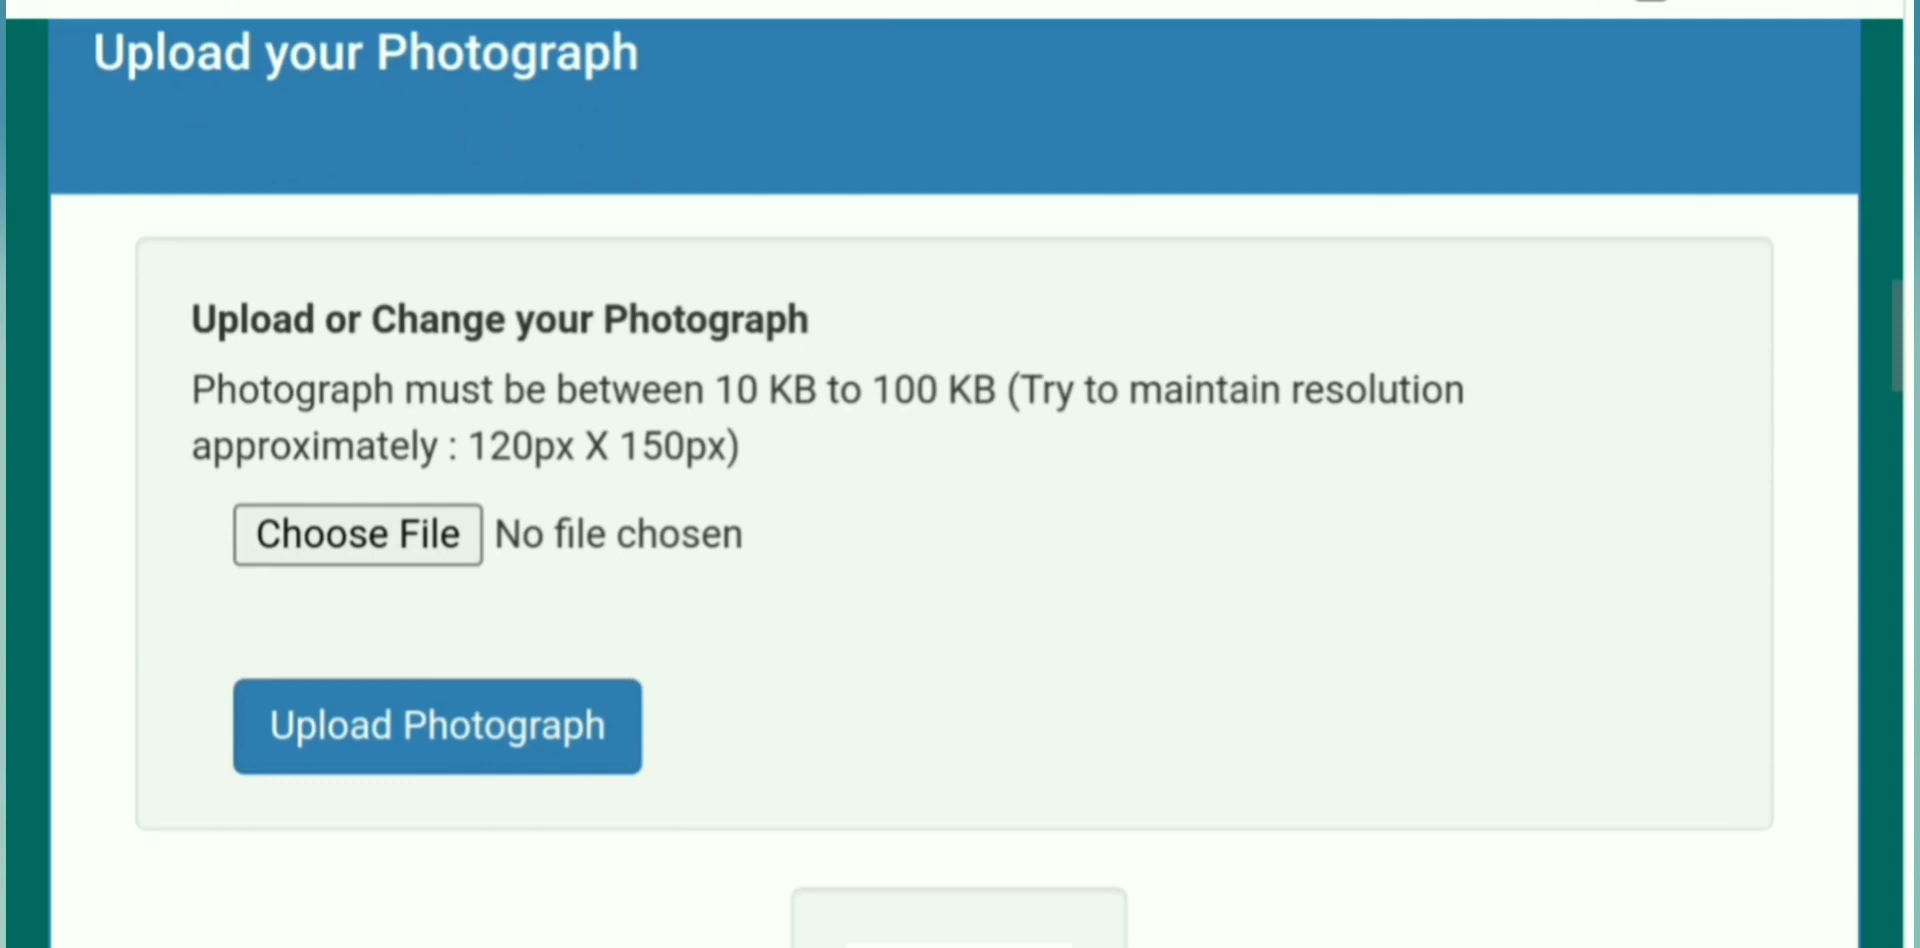 Upload your Photograph
Upload or Change your Photograph
Photograph must be between 10 KB to 100 KB (Try to maintain resolution
approximately : 120px X 150px)
Choose File No file chosen
Upload Photograph